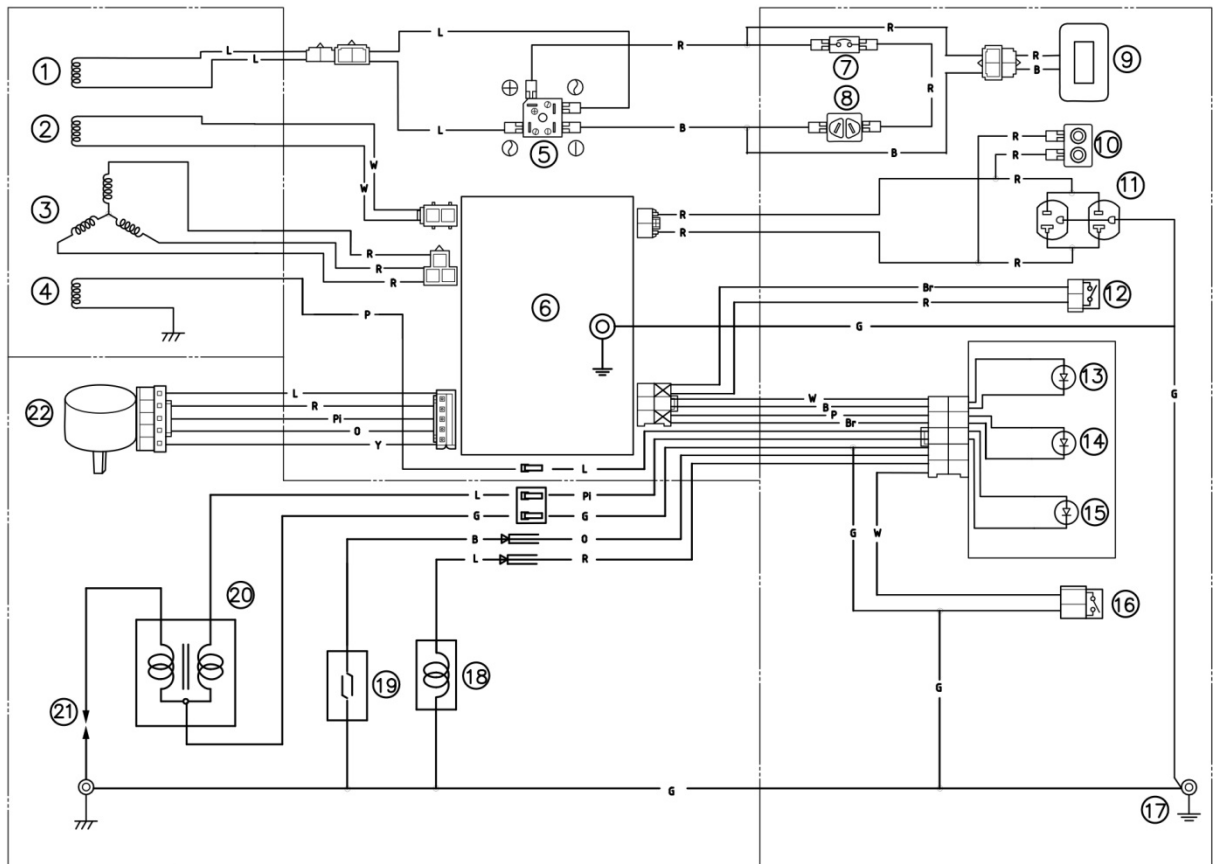 L R
① L ⑦ R ⑨
L R B
② ⊕ ⑧
W L B
W ⑤ B R ⑩
R
③ R ⑪
R
R R
R
R R
④ ⑥ Br ⑫
P R
G
L W ⑬
㉒ R B G
Pi P
O Br ⑭
Y
L
L Pi ⑮
G G
B O G W
L R
⑳ ⑯
⑲ ⑱ G
㉑
G ⑰